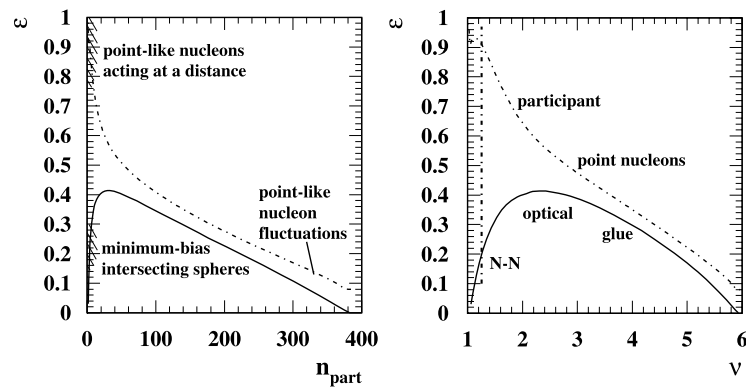 ε
1
0.9
0.8
0.7
0.6
0.5
0.4
0.3
0.2
0.1
0
point-like nucleons
acting at a distance
point-like
nucleon
fluctuations
minimum-bias
intersecting spheres
0 100 200 300 400
n_part
ε
1
0.9
0.8
0.7
0.6
0.5
0.4
0.3
0.2
0.1
0
participant
point nucleons
optical
glue
N-N
1 2 3 4 5 6
ν